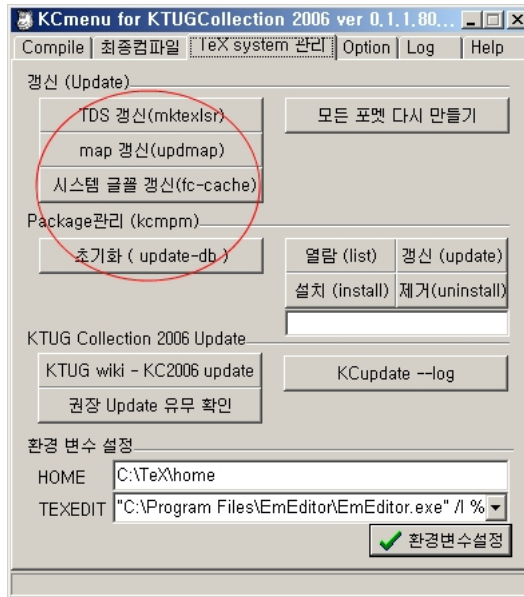 KCmenu for KTUGCollection 2006 ver 0.1.1.80...
Compile 최종컴파일 TeX system 관리 Option Log Help
갱신 (Update)
TDS 갱신(mktexlsr) 모든 포멧 다시 만들기
map 갱신(updmap)
시스템 글꼴 갱신(fc-cache)
Package관리 (kcmpm)
초기화 ( update-db ) 열람 (list) 갱신 (update)
설치 (install) 제거(uninstall)
KTUG Collection 2006 Update
KTUG wiki - KC2006 update KCupdate --log
권장 Update 유무 확인
환경 변수 설정
HOME C:\TeX\home
TEXEDIT "C:\Program Files\EmEditor\EmEditor.exe" /l %
환경변수설정